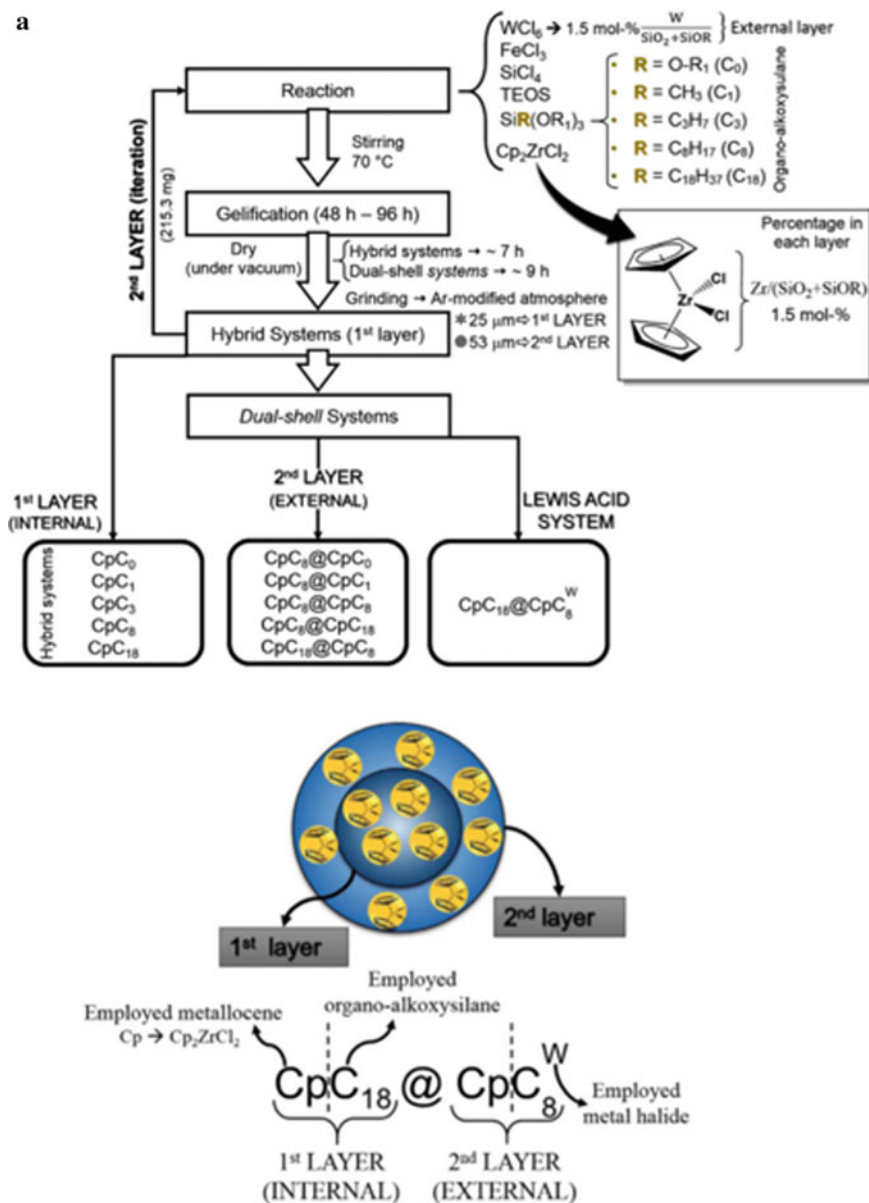 a
WCl₆ → 1.5 mol-% W/SiO₂+SiOR } External layer
FeCl₃
SiCl₄
TEOS
SiR(OR₁)₃
Cp₂ZrCl₂
• R = O-R₁ (C₀)
• R = CH₃ (C₁)
• R = C₃H₇ (C₃)
• R = C₈H₁₇ (C₈)
• R = C₁₈H₃₇ (C₁₈)
Organo-alkoxysulane
Reaction
Stirring
70 °C
2nd LAYER (iteration)
(215.3 mg)
Gelification (48 h – 96 h)
Dry
(under vacuum)
Hybrid systems → ~ 7 h
Dual-shell systems → ~ 9 h
Grinding → Ar-modified atmosphere
Hybrid Systems (1st layer)
*25 μm⇨1st LAYER
●53 μm⇨2nd LAYER
Percentage in
each layer
Zr
Cl
Cl
Zr/(SiO₂+SiOR)
1.5 mol-%
Dual-shell Systems
1st LAYER
(INTERNAL)
2nd LAYER
(EXTERNAL)
LEWIS ACID
SYSTEM
Hybrid systems
CpC₀
CpC₁
CpC₃
CpC₈
CpC₁₈
CpC₈@CpC₀
CpC₈@CpC₁
CpC₈@CpC₈
CpC₈@CpC₁₈
CpC₁₈@CpC₈
CpC₁₈@CpC₈ᵂ
1st layer
2nd layer
Employed metallocene
Cp → Cp₂ZrCl₂
Employed
organo-alkoxysilane
CpC₁₈ @ CpC₈ᵂ
Employed
metal halide
1st LAYER
(INTERNAL)
2nd LAYER
(EXTERNAL)